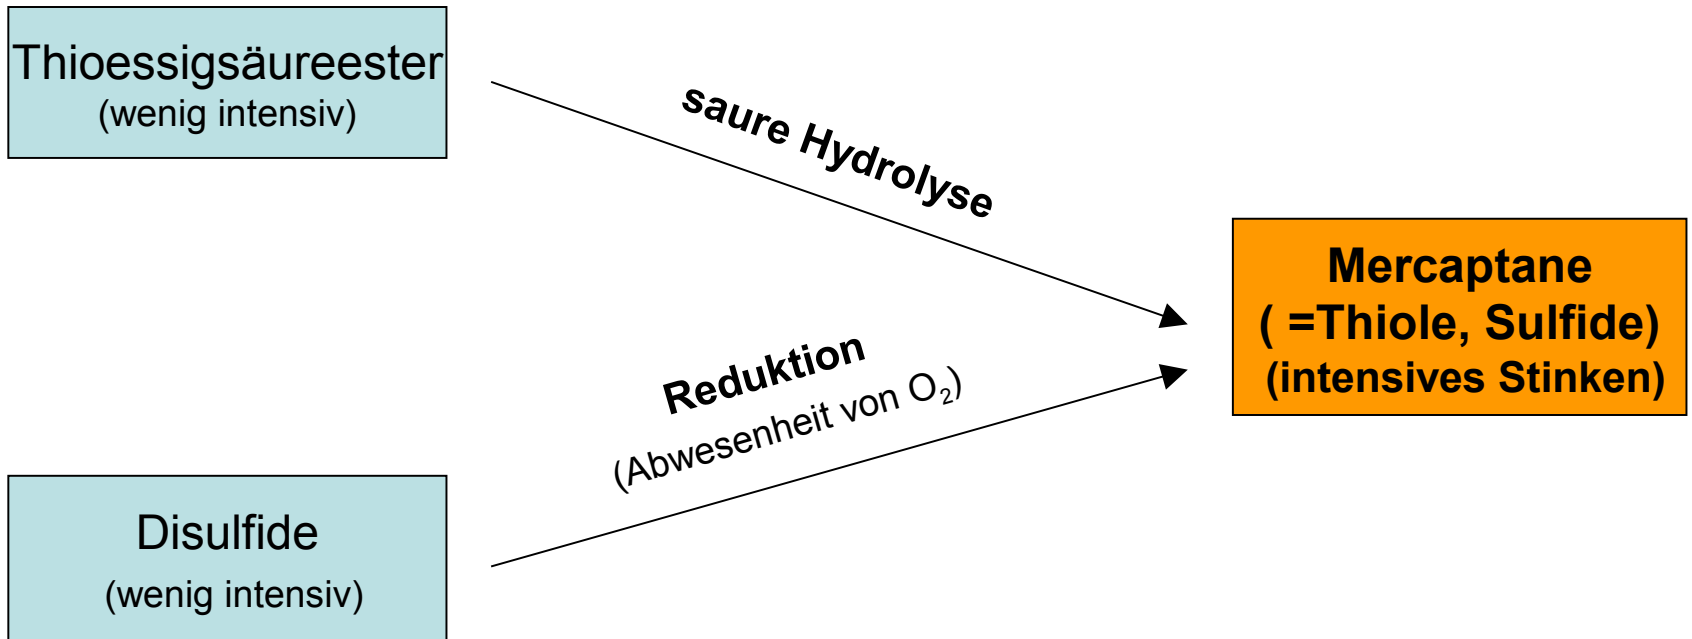 Thioessigsäureester
(wenig intensiv)
saure Hydrolyse
Mercaptane
( =Thiole, Sulfide)
(intensives Stinken)
Reduktion
(Abwesenheit von O₂)
Disulfide
(wenig intensiv)